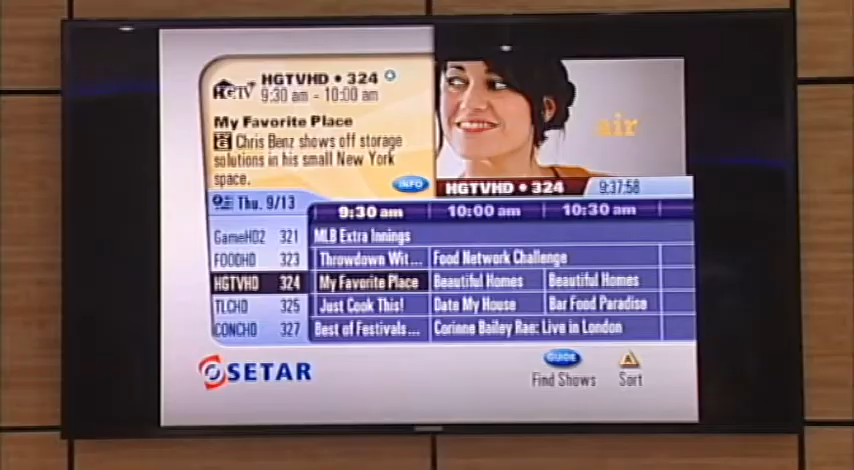 HGTV
HGTVHD • 324
9:30 am - 10:00 am
My Favorite Place
Chris Benz shows off storage
solutions in his small New York
space.
INFO
air
HGTVHD • 324 9:37:58
Thu. 9/13
9:30 am 10:00 am 10:30 am
GameHD2 321 MLB Extra Innings
FOODHD 323 Throwdown Wit... Food Network Challenge
HGTVHD 324 My Favorite Place Beautiful Homes Beautiful Homes
TLCHD 325 Just Cook This! Date My House Bar Food Paradise
CONCHD 327 Best of Festivals... Corinne Bailey Rae: Live in London
SETAR
GUIDE
Find Shows
A
Sort